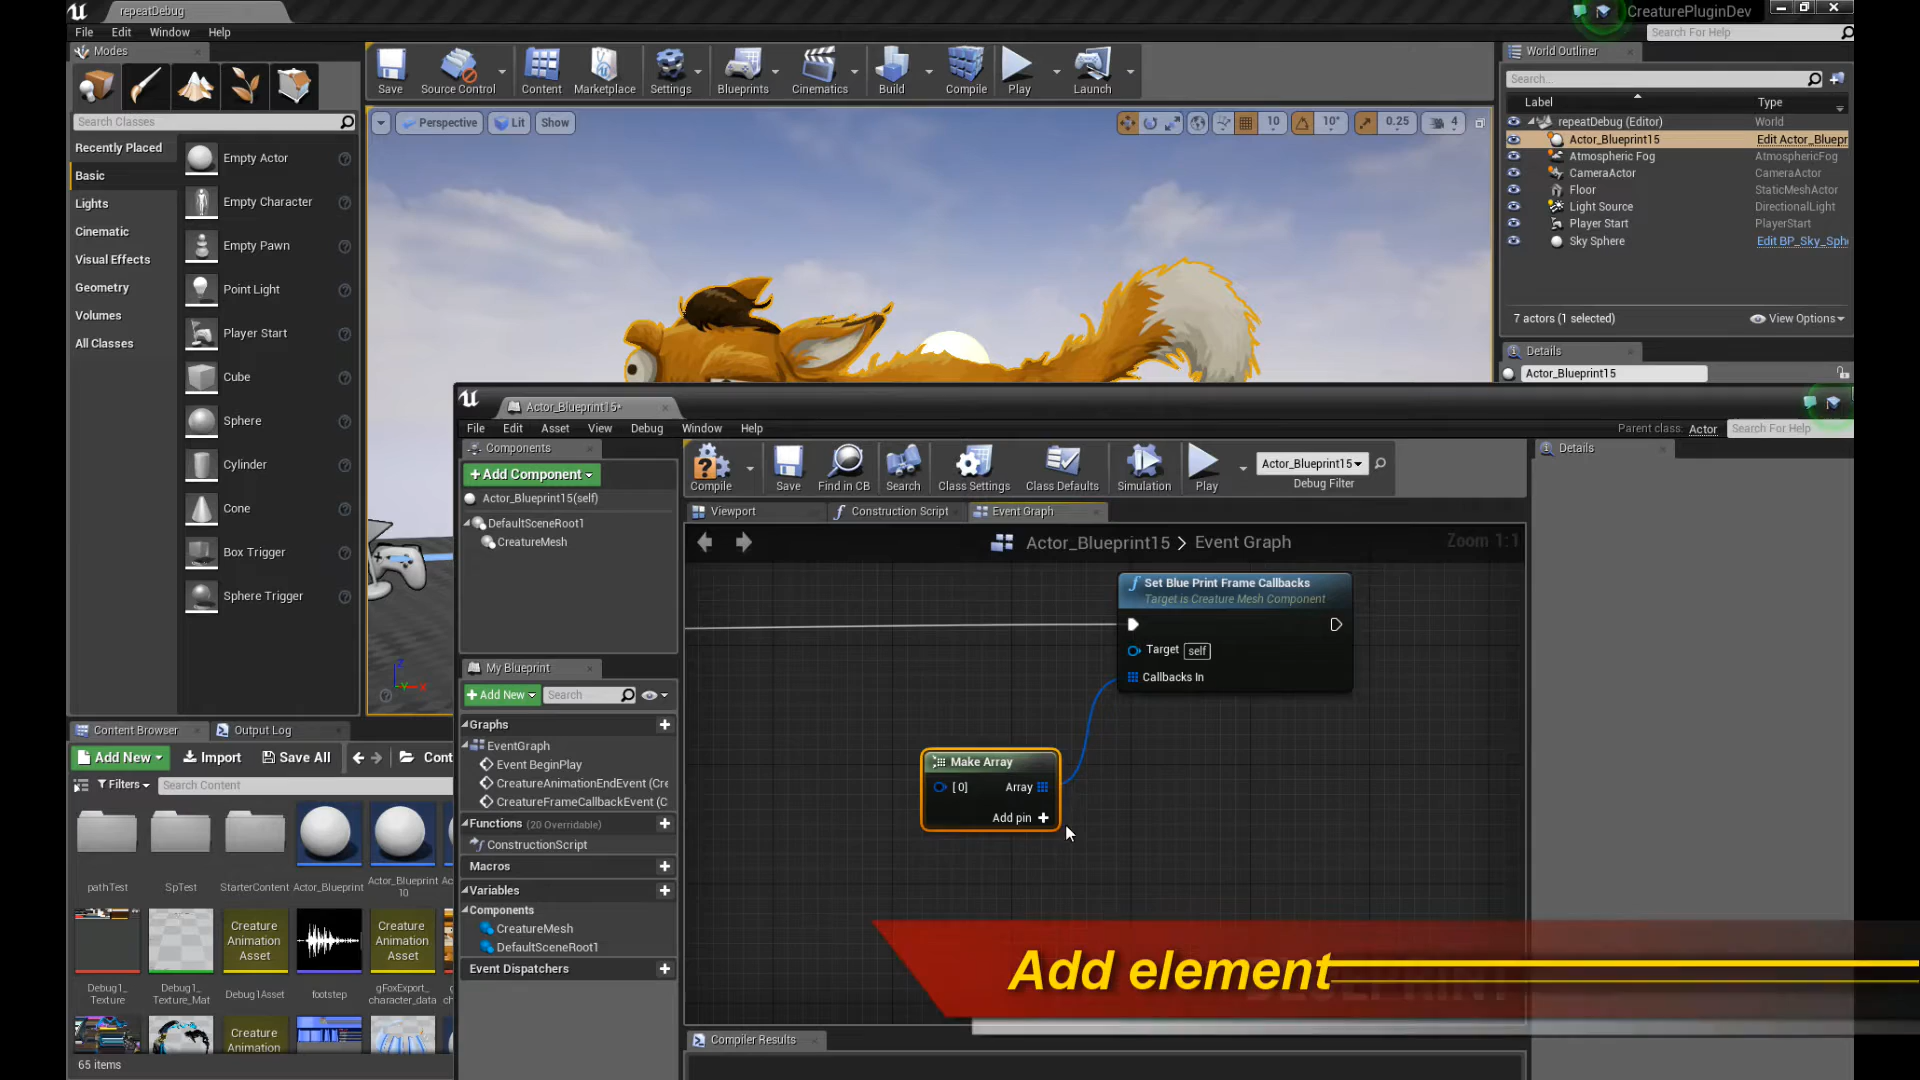 repeatDebug
CreaturePluginDev
File Edit Window Help
Search For Help
Modes
Save Source Control Content Marketplace Settings Blueprints Cinematics Build Compile Play Launch
World Outliner
Search...
Search Classes
Perspective Lit Show
10 10° 0.25 4
Label Type
repeatDebug (Editor) World
Actor_Blueprint15 Edit Actor_Bluepr
Atmospheric Fog AtmosphericFog
CameraActor CameraActor
Floor StaticMeshActor
Light Source DirectionalLight
Player Start PlayerStart
Sky Sphere Edit BP_Sky_Sph
7 actors (1 selected) View Options
Details
Actor_Blueprint15
Recently Placed
Basic
Lights
Cinematic
Visual Effects
Geometry
Volumes
All Classes
Empty Actor
Empty Character
Empty Pawn
Point Light
Player Start
Cube
Sphere
Cylinder
Cone
Box Trigger
Sphere Trigger
Actor_Blueprint15*
File Edit Asset View Debug Window Help
Parent class: Actor Search For Help
Components
+Add Component
Actor_Blueprint15(self)
DefaultSceneRoot1
CreatureMesh
Compile Save Find in CB Search Class Settings Class Defaults Simulation Play
Actor_Blueprint15
Debug Filter
Details
Viewport Construction Script Event Graph
Actor_Blueprint15 > Event Graph
Zoom 1:1
Set Blue Print Frame Callbacks
Target is Creature Mesh Component
Target self
Callbacks In
Make Array
[0] Array
Add pin +
My Blueprint
+Add New Search
Graphs
EventGraph
Event BeginPlay
CreatureAnimationEndEvent (Cre
CreatureFrameCallbackEvent (C
Functions (20 Overridable)
ConstructionScript
Macros
Variables
Components
CreatureMesh
DefaultSceneRoot1
Event Dispatchers
Compiler Results
Content Browser Output Log
Add New Import Save All Cont
Filters Search Content
pathTest
SpTest
StarterContent
Actor_Blueprint
Actor_Blueprint
10
Creature
Animation
Asset
Creature
Animation
Asset
Debug1_
Texture
Debug1_
Texture_Mat
Debug1Asset
footstep
gFoxExport_
character_data
Creature
Animation
65 items
Add element